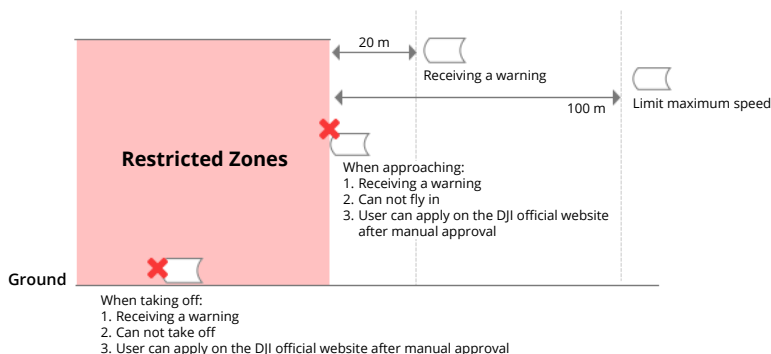 20 m
Receiving a warning
100 m
Limit maximum speed
Restricted Zones
When approaching:
1. Receiving a warning
2. Can not fly in
3. User can apply on the DJI official website
after manual approval
Ground
When taking off:
1. Receiving a warning
2. Can not take off
3. User can apply on the DJI official website after manual approval